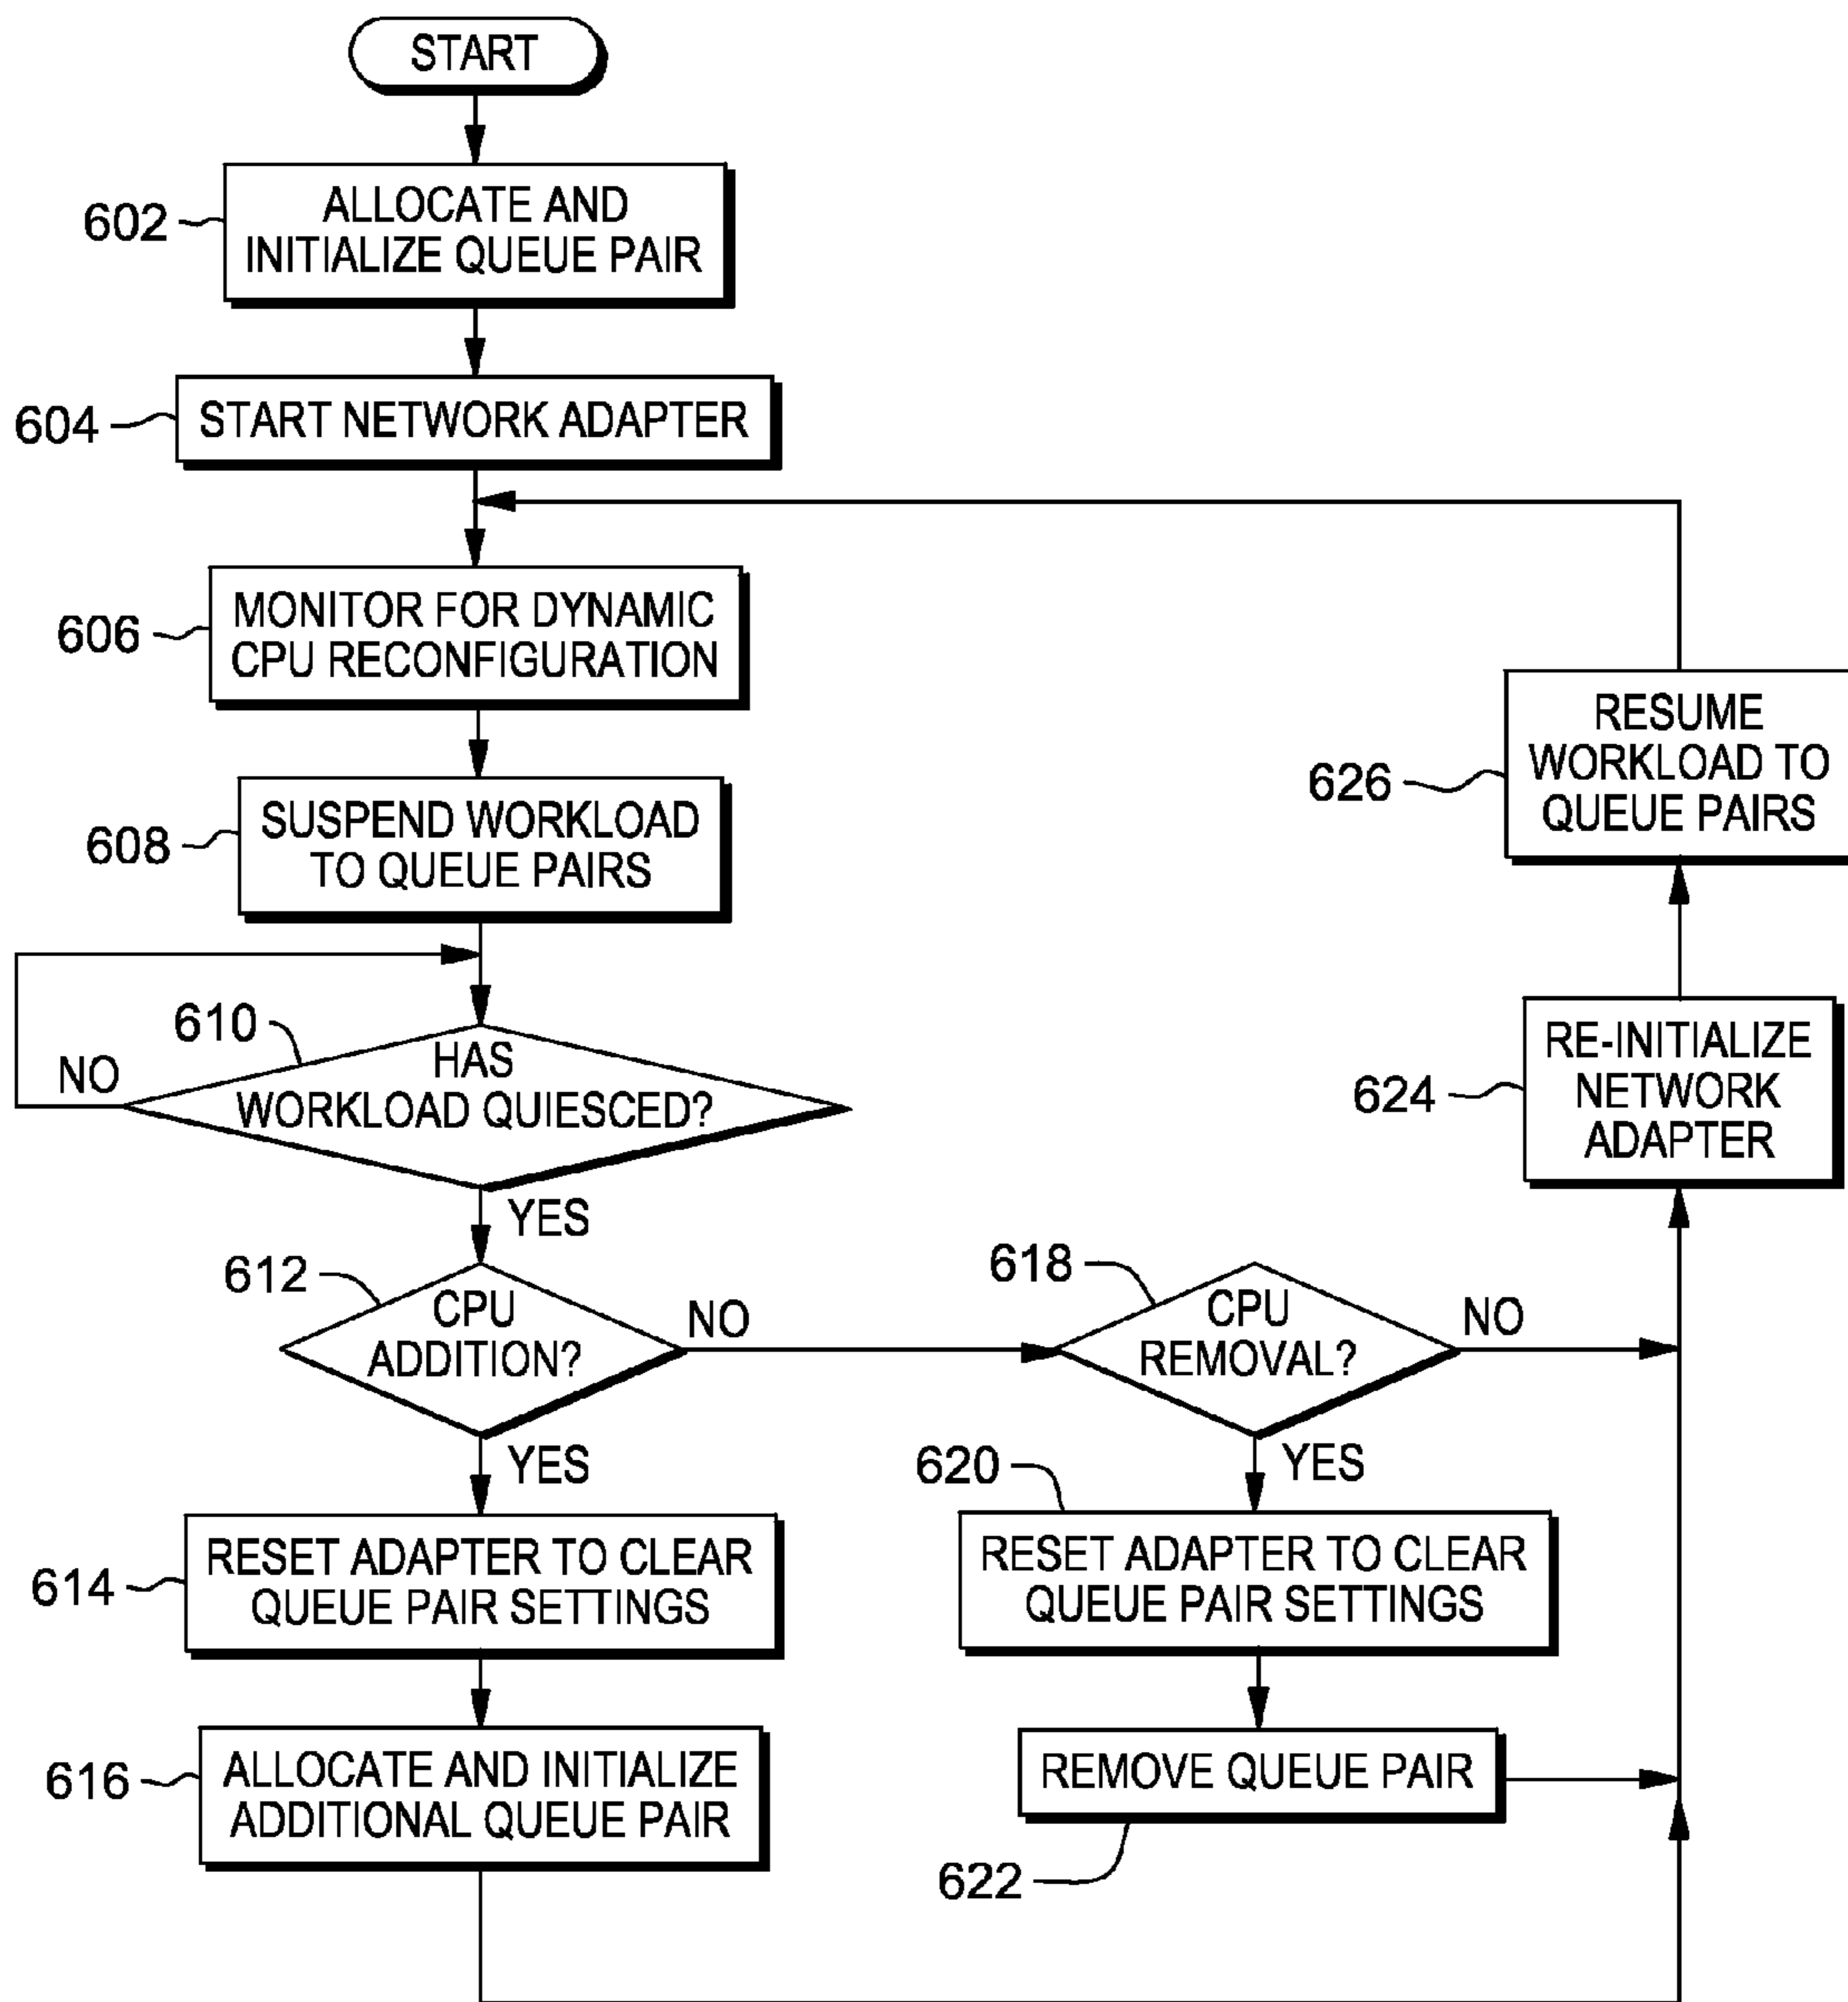 START
602
ALLOCATE AND
INITIALIZE QUEUE PAIR
604
START NETWORK ADAPTER
606
MONITOR FOR DYNAMIC
CPU RECONFIGURATION
608
SUSPEND WORKLOAD
TO QUEUE PAIRS
610
NO
HAS
WORKLOAD QUIESCED?
YES
612
CPU
ADDITION?
NO
YES
614
RESET ADAPTER TO CLEAR
QUEUE PAIR SETTINGS
616
ALLOCATE AND INITIALIZE
ADDITIONAL QUEUE PAIR
618
CPU
REMOVAL?
NO
YES
620
RESET ADAPTER TO CLEAR
QUEUE PAIR SETTINGS
REMOVE QUEUE PAIR
622
624
RE-INITIALIZE
NETWORK
ADAPTER
626
RESUME
WORKLOAD TO
QUEUE PAIRS